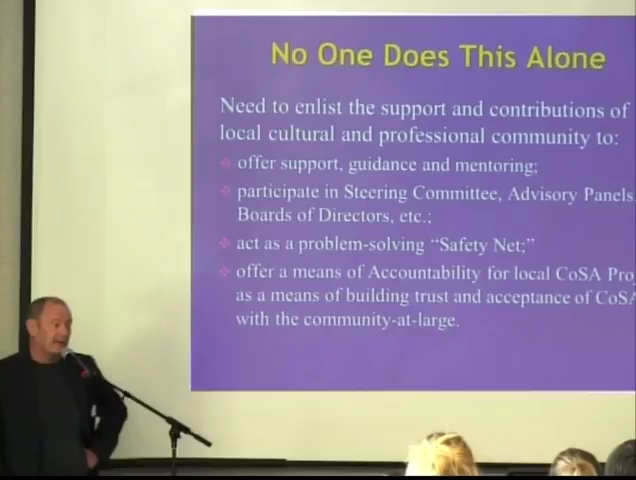 No One Does This Alone
Need to enlist the support and contributions of
local cultural and professional community to:
offer support, guidance and mentoring;
participate in Steering Committee, Advisory Panels,
Boards of Directors, etc.;
act as a problem-solving “Safety Net;”
offer a means of Accountability for local CoSA Pro
as a means of building trust and acceptance of CoSA
with the community-at-large.